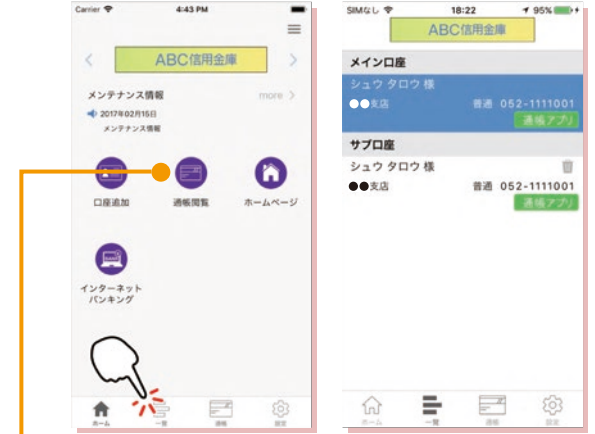 Carrier 4:43 PM
ABC信用金庫
メンテナンス情報 more >
2017年02月15日
メンテナンス情報
口座追加 通帳閲覧 ホームページ
インターネット
バンキング
ホーム 一覧 通帳 設定
SIMなし 18:22 95%
ABC信用金庫
メイン口座
シュウ タロウ 様
●●支店 普通 052-1111001
通帳アプリ
サブ口座
シュウ タロウ 様
●●支店 普通 052-1111001
通帳アプリ
ホーム 一覧 通帳 設定